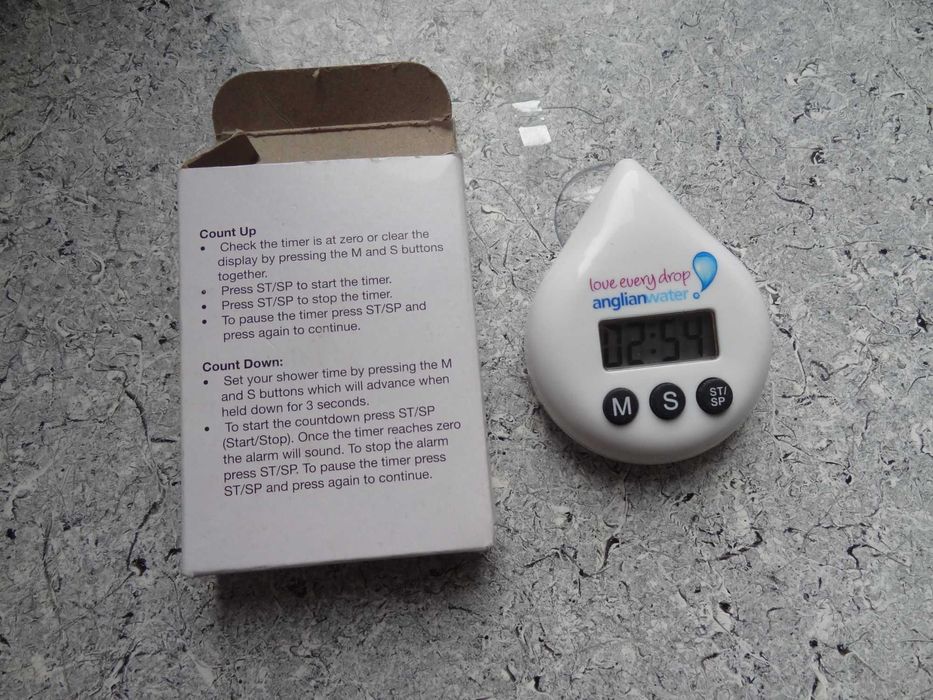 Count Up
• Check the timer is at zero or clear the
display by pressing the M and S buttons
together.
• Press ST/SP to start the timer.
• Press ST/SP to stop the timer.
• To pause the timer press ST/SP and
press again to continue.
Count Down:
• Set your shower time by pressing the M
and S buttons which will advance when
held down for 3 seconds.
• To start the countdown press ST/SP
(Start/Stop). Once the timer reaches zero
the alarm will sound. To stop the alarm
press ST/SP. To pause the timer press
ST/SP and press again to continue.
love every drop
anglianwater
02:54
M S ST/
SP